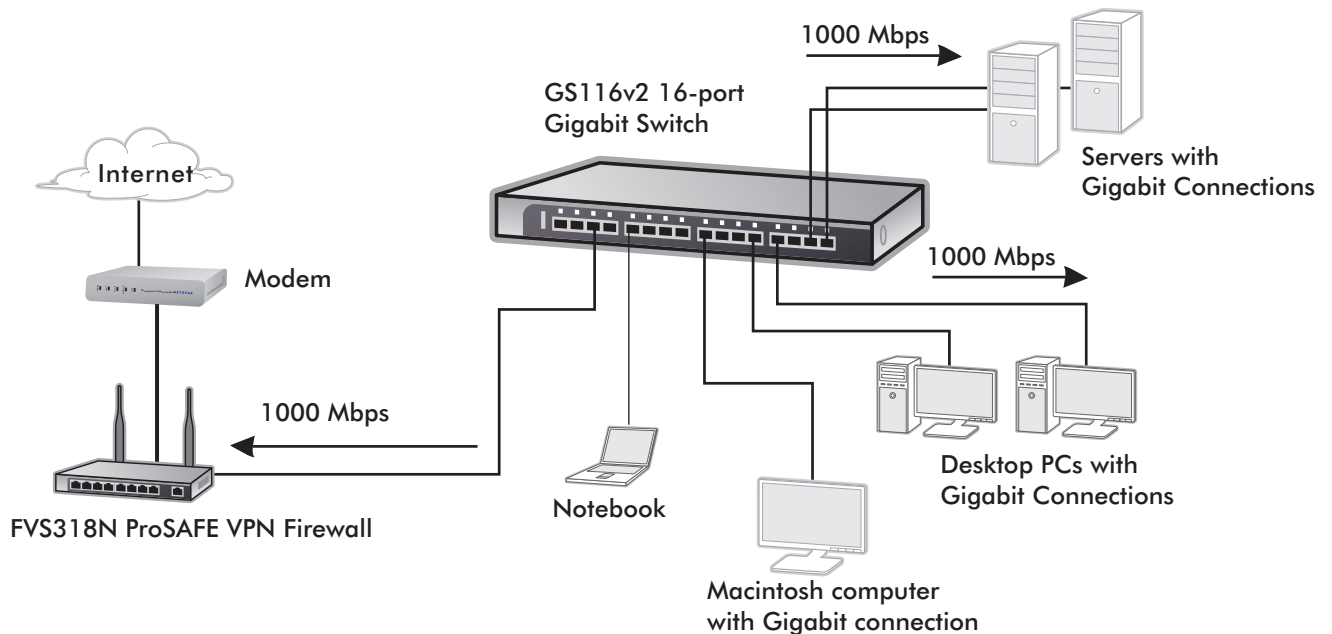 1000 Mbps
GS116v2 16-port
Gigabit Switch
Internet
Servers with
Gigabit Connections
1000 Mbps
Modem
NETGEAR
1000 Mbps
Notebook
Desktop PCs with
Gigabit Connections
FVS318N ProSAFE VPN Firewall
Macintosh computer
with Gigabit connection